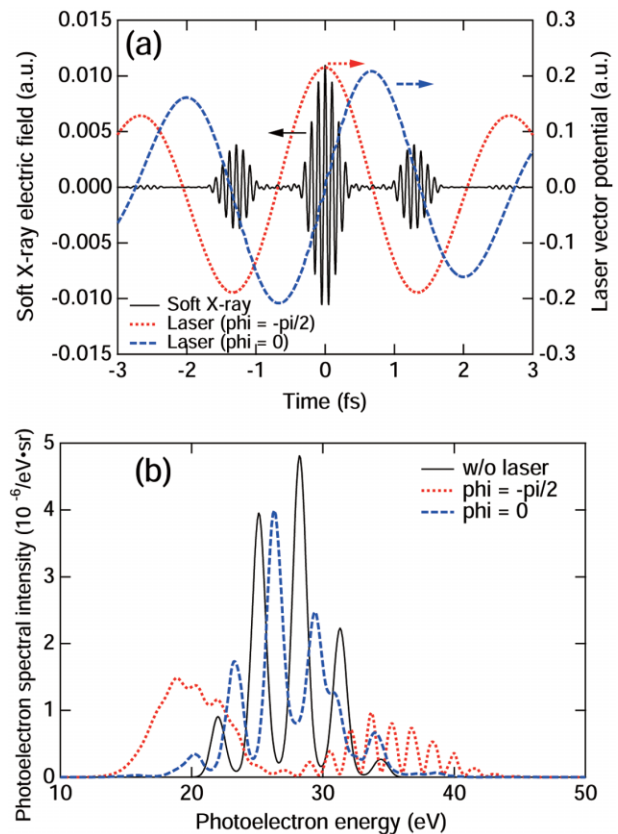 (a)
0.015
0.010
0.005
0.000
-0.005
-0.010
-0.015
Soft X-ray electric field (a.u.)
0.3
0.2
0.1
0.0
-0.1
-0.2
-0.3
Laser vector potential (a.u.)
Soft X-ray
Laser (phi = -pi/2)
Laser (phi = 0)
-3 -2 -1 0 1 2 3
Time (fs)
(b)
5
4
3
2
1
0
Photoelectron spectral intensity (10 -6/eV•sr)
w/o laser
phi = -pi/2
phi = 0
10 20 30 40 50
Photoelectron energy (eV)